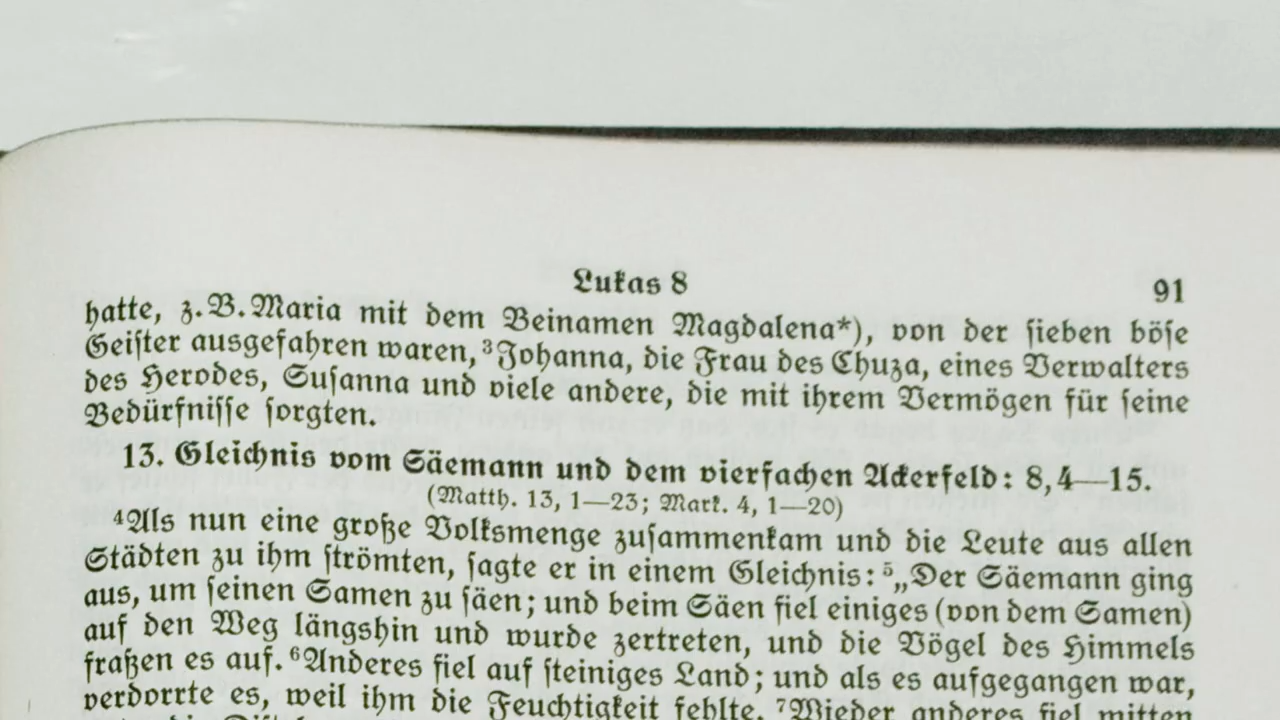 Lukas 8
91
hatte, z. B. Maria mit dem Beinamen Magdalena*), von der sieben böse
Geister ausgefahren waren, ³Johanna, die Frau des Chuza, eines Verwalters
des Herodes, Susanna und viele andere, die mit ihrem Vermögen für seine
Bedürfnisse sorgten.
13. Gleichnis vom Säemann und dem vierfachen Ackerfeld: 8,4—15.
(Matth. 13, 1—23; Mark. 4, 1—20)
⁴Als nun eine große Volksmenge zusammenkam und die Leute aus allen
Städten zu ihm strömten, sagte er in einem Gleichnis: ⁵„Der Säemann ging
aus, um seinen Samen zu säen; und beim Säen fiel einiges (von dem Samen)
auf den Weg längshin und wurde zertreten, und die Vögel des Himmels
fraßen es auf. ⁶Anderes fiel auf steiniges Land; und als es aufgegangen war,
verdorrte es, weil ihm die Feuchtigkeit fehlte. ⁷Wieder anderes fiel mitten